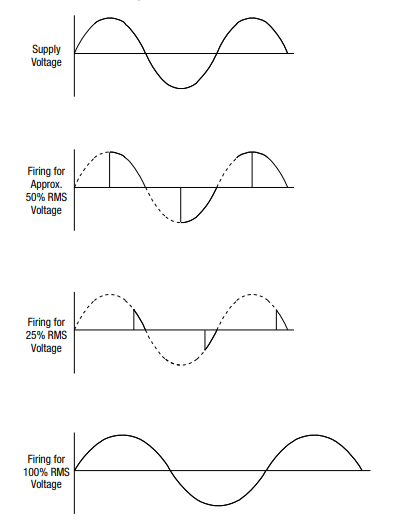 Supply
Voltage
Firing for
Approx.
50% RMS
Voltage
Firing for
25% RMS
Voltage
Firing for
100% RMS
Voltage